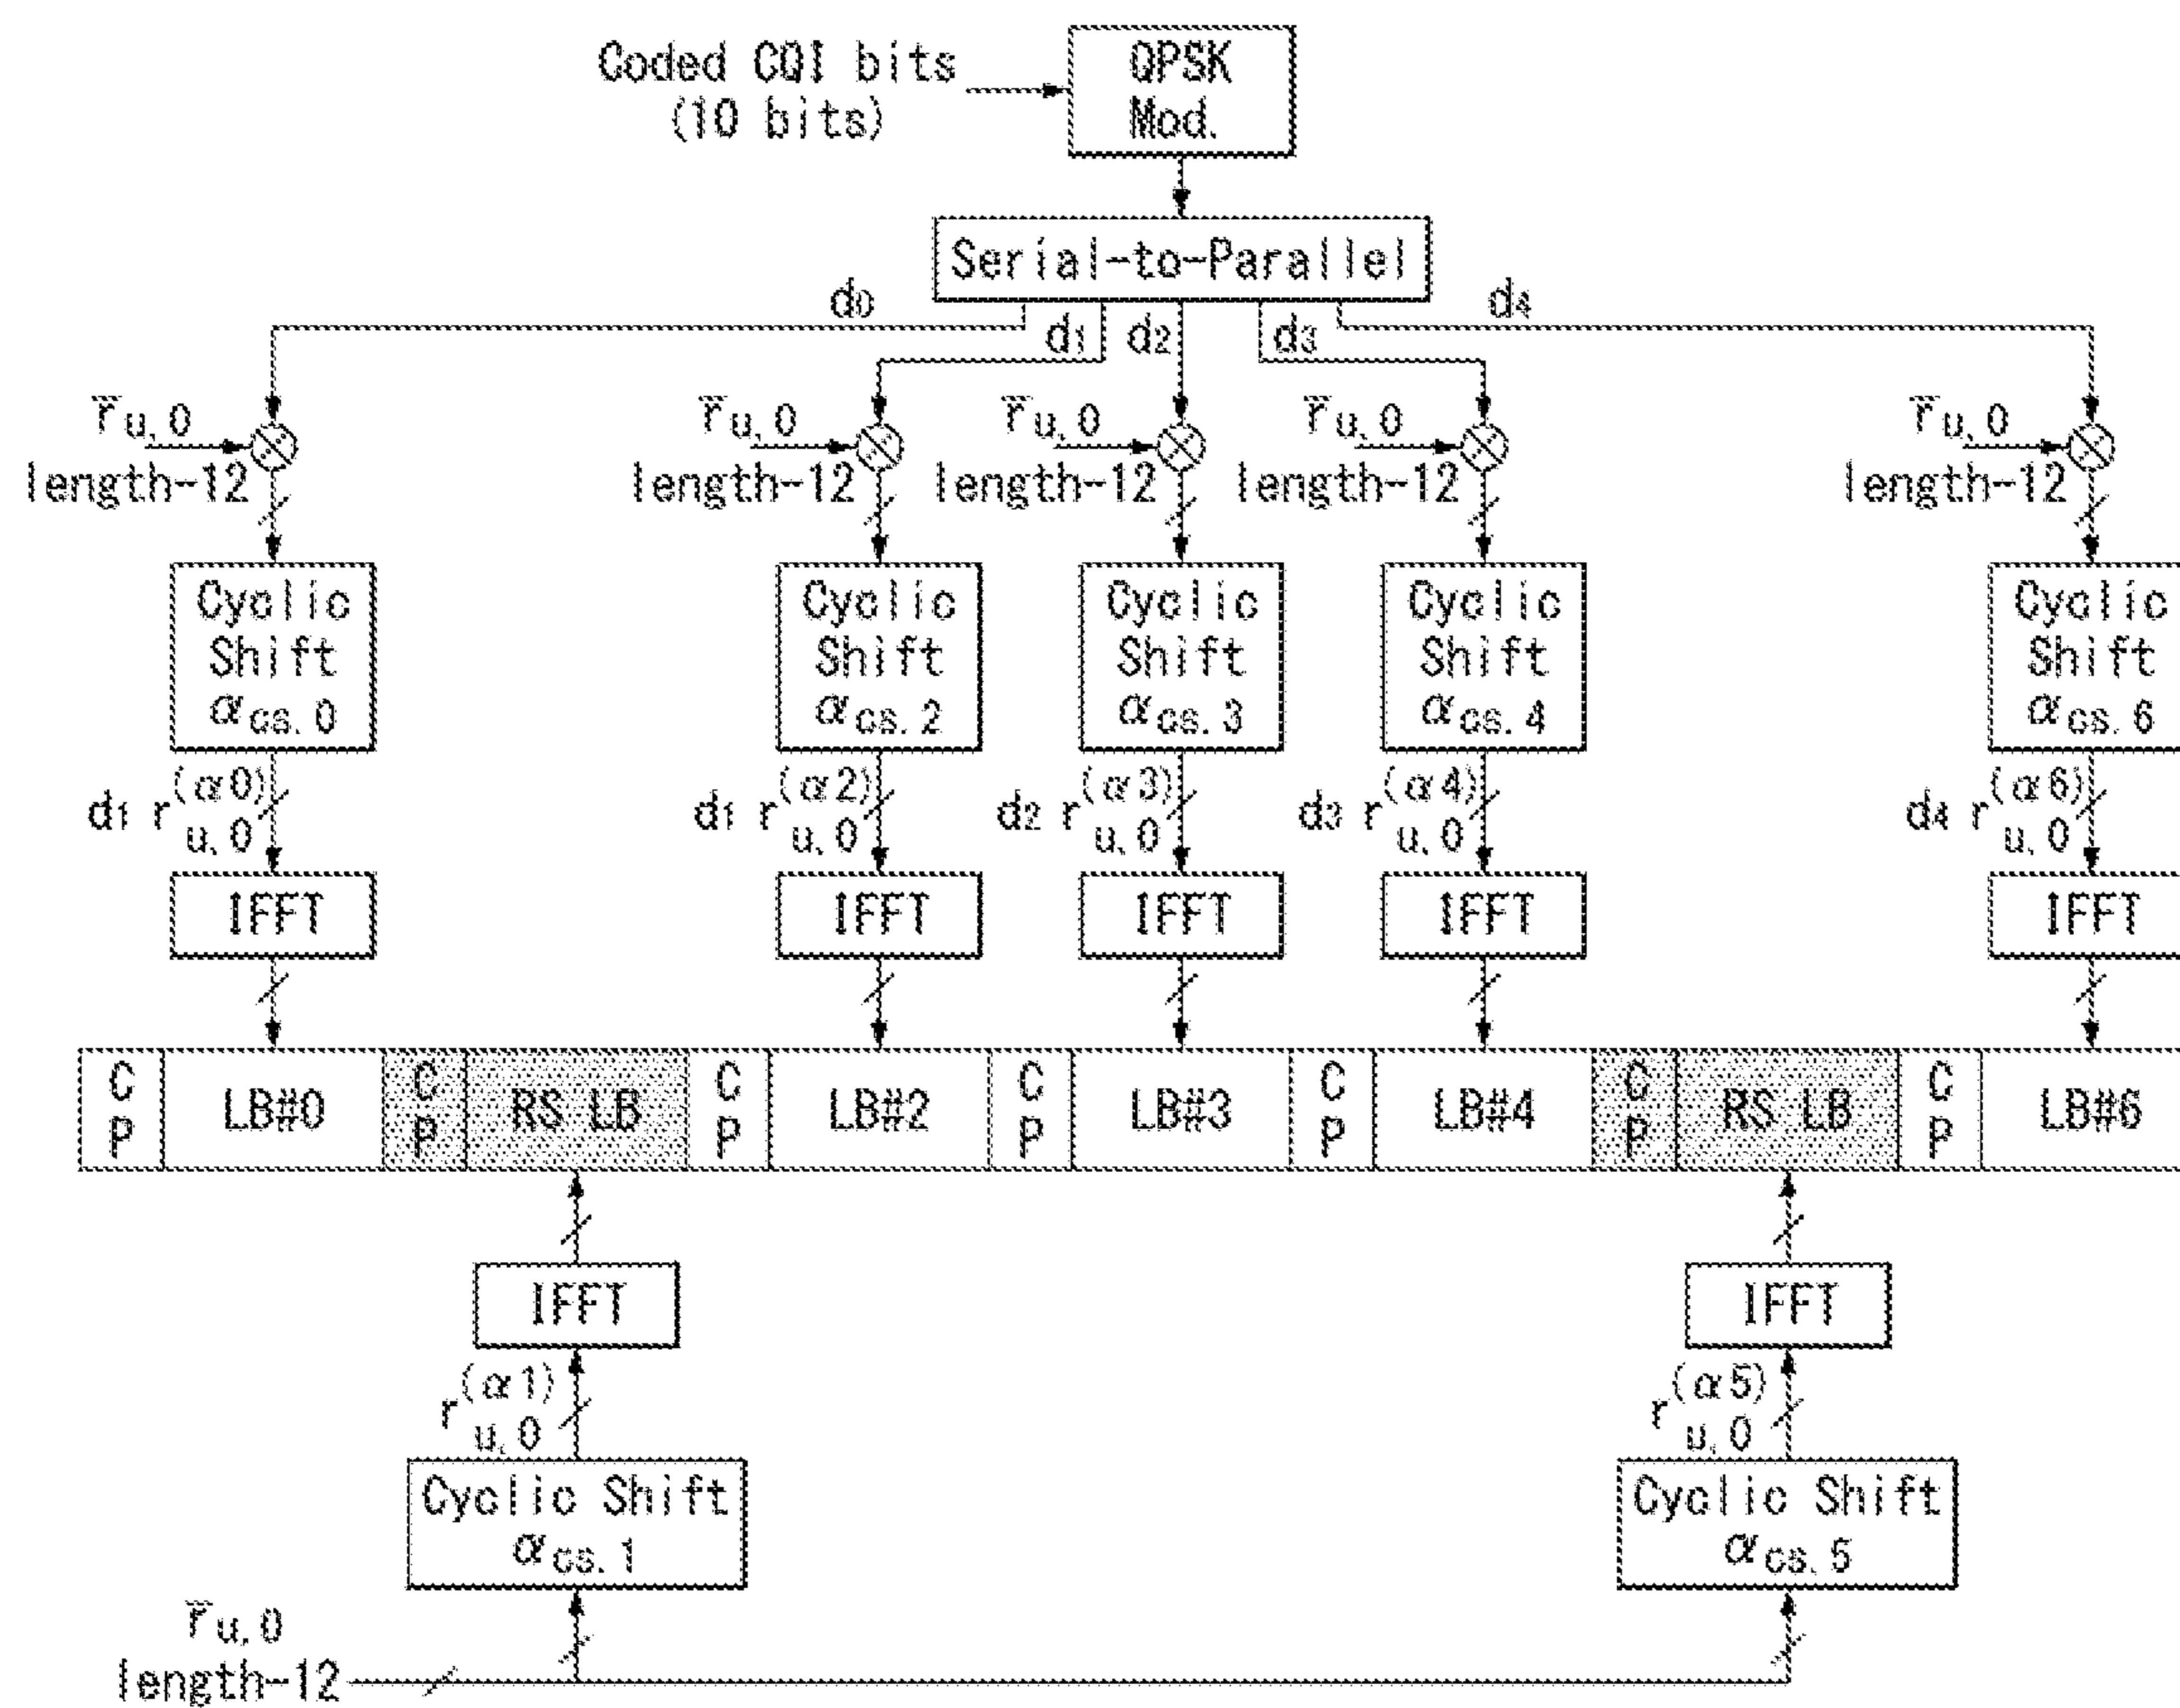 Coded CQI bits
(10 bits)
QPSK
Mod.
Serial-to-Parallel
d0
d1
d2
d3
d4
r̅u,0
length-12
r̅u,0
length-12
r̅u,0
length-12
r̅u,0
length-12
r̅u,0
length-12
Cyclic
Shift
αcs.0
Cyclic
Shift
αcs.2
Cyclic
Shift
αcs.3
Cyclic
Shift
αcs.4
Cyclic
Shift
αcs.6
d1 r(α0)u,0
d1 r(α2)u,0
d2 r(α3)u,0
d3 r(α4)u,0
d4 r(α6)u,0
IFFT
IFFT
IFFT
IFFT
IFFT
CP
LB#0
CP
RS LB
CP
LB#2
CP
LB#3
CP
LB#4
CP
RS LB
CP
LB#6
IFFT
IFFT
r(α1)u,0
r(α5)u,0
Cyclic Shift
αcs.1
Cyclic Shift
αcs.5
r̅u,0
length-12